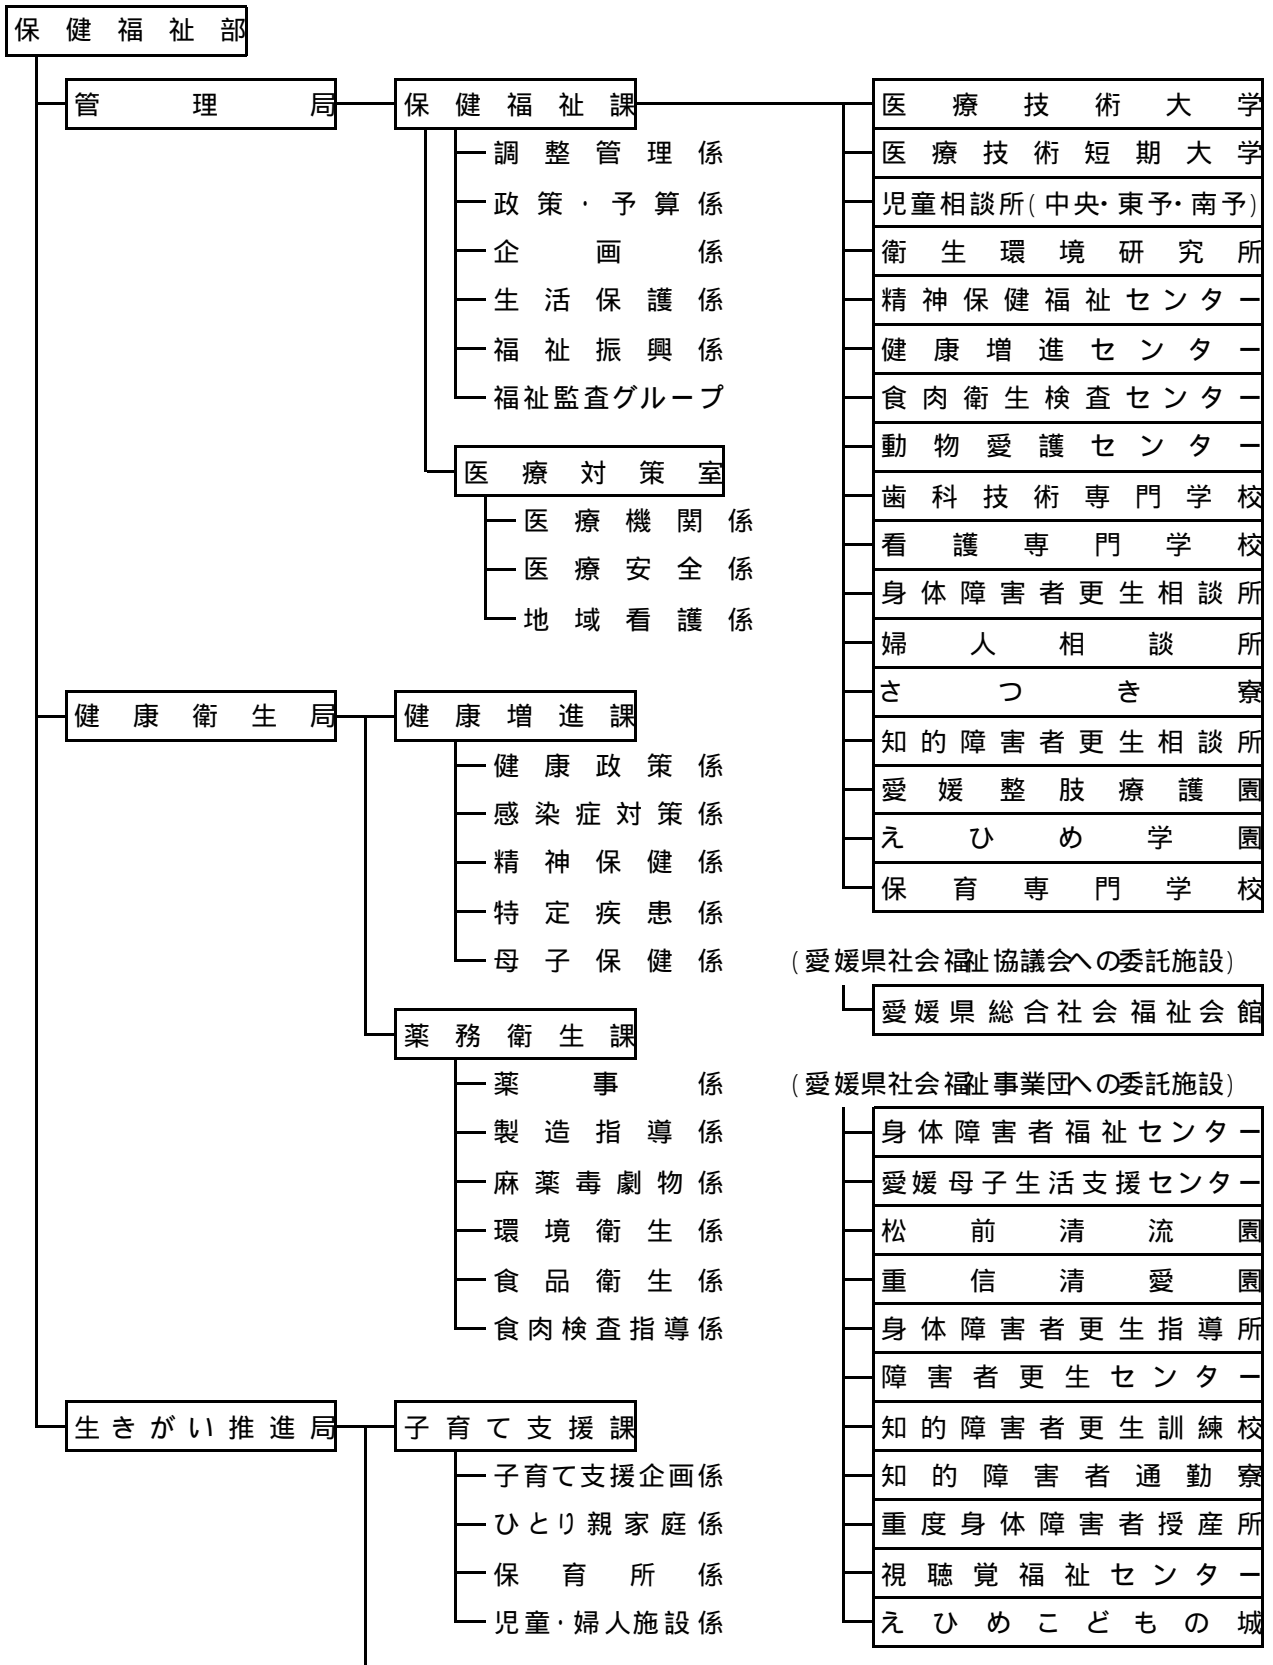 保健福祉部
管理局
保健福祉課
調整管理係
政策・予算係
企画係
生活保護係
福祉振興係
福祉監査グループ
医療対策室
医療機関係
医療安全係
地域看護係
健康衛生局
健康増進課
健康政策係
感染症対策係
精神保健係
特定疾患係
母子保健係
薬務衛生課
薬事係
製造指導係
麻薬毒劇物係
環境衛生係
食品衛生係
食肉検査指導係
生きがい推進局
子育て支援課
子育て支援企画係
ひとり親家庭係
保育所係
児童・婦人施設係
医療技術大学
医療技術短期大学
児童相談所(中央・東予・南予)
衛生環境研究所
精神保健福祉センター
健康増進センター
食肉衛生検査センター
動物愛護センター
歯科技術専門学校
看護専門学校
身体障害者更生相談所
婦人相談所
さつき寮
知的障害者更生相談所
愛媛整肢療護園
えひめ学園
保育専門学校
(愛媛県社会福祉協議会への委託施設)
愛媛県総合社会福祉会館
(愛媛県社会福祉事業団への委託施設)
身体障害者福祉センター
愛媛母子生活支援センター
松前清流園
重信清愛園
身体障害者更生指導所
障害者更生センター
知的障害者更生訓練校
知的障害者通勤寮
重度身体障害者授産所
視聴覚福祉センター
えひめこどもの城